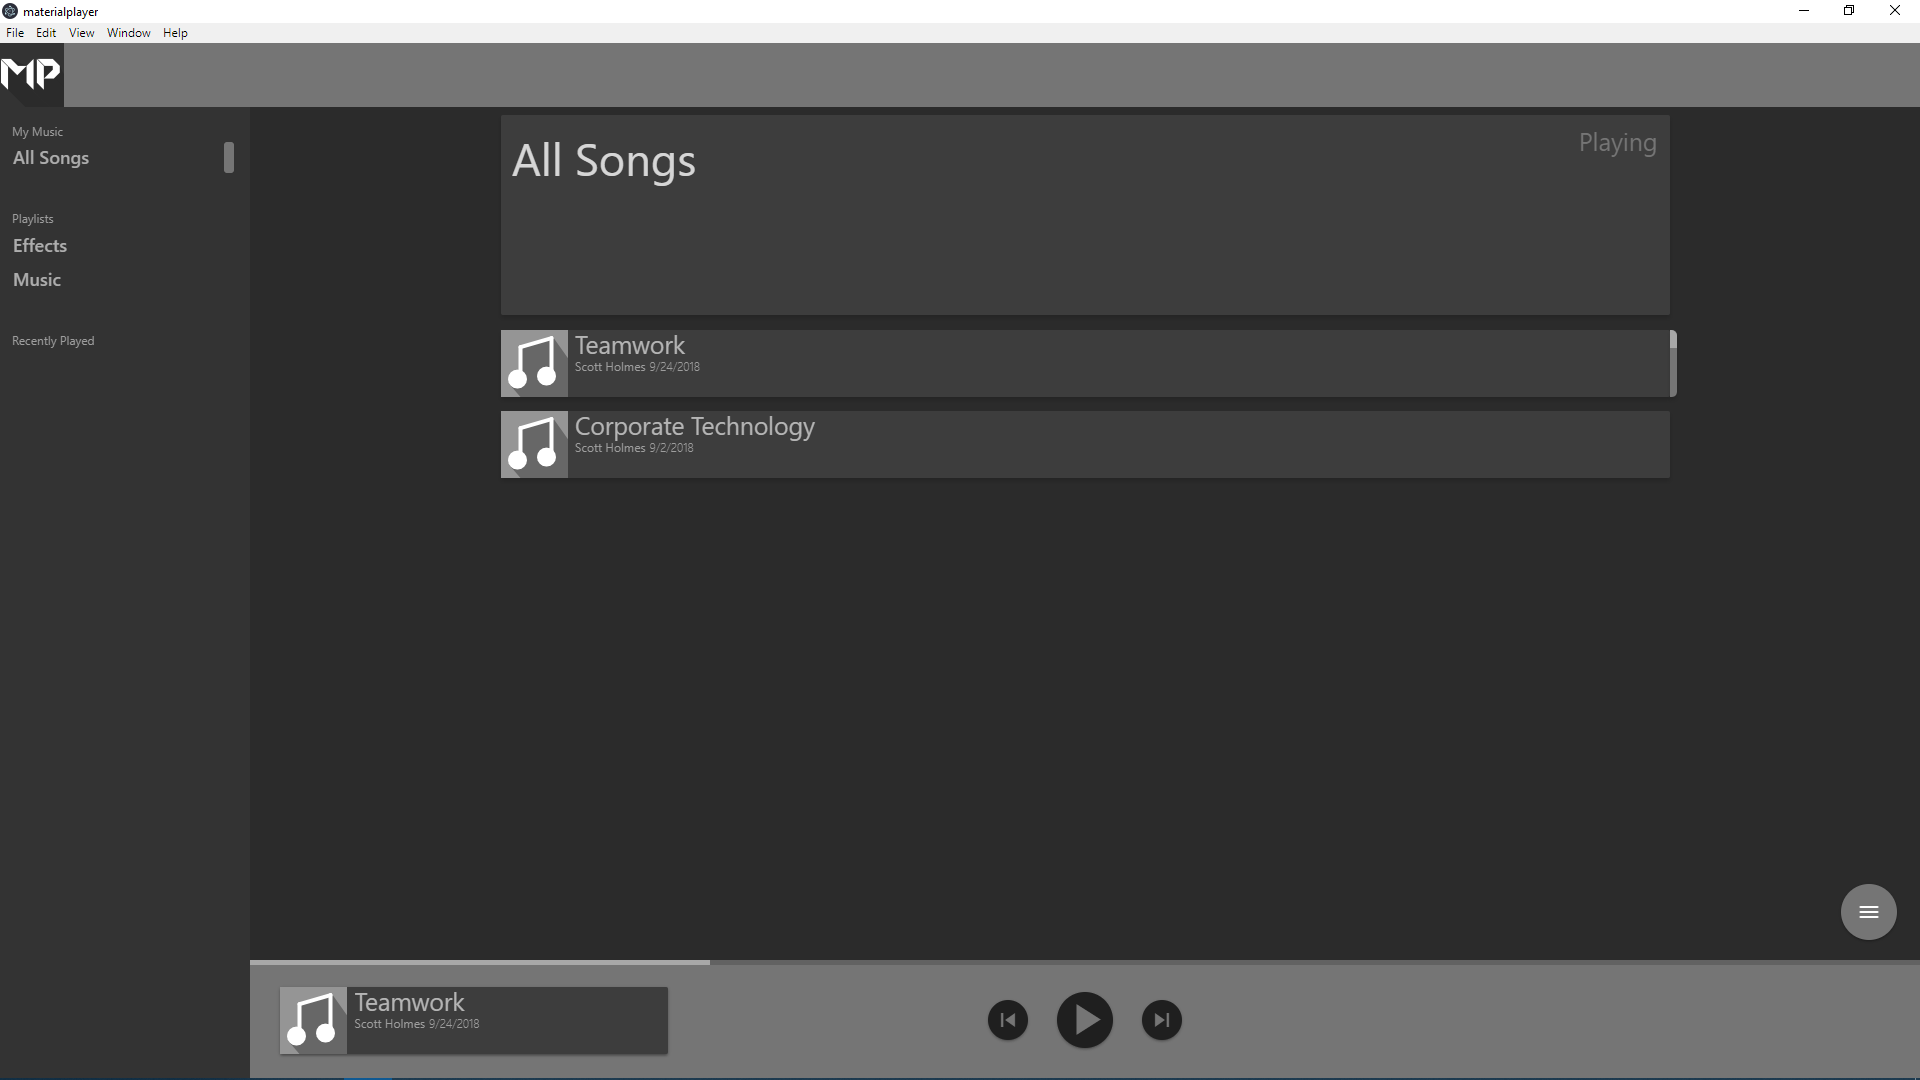 materialplayer
File Edit View Window Help
MP
My Music
All Songs
Playlists
Effects
Music
Recently Played
All Songs
Playing
Teamwork
Scott Holmes 9/24/2018
Corporate Technology
Scott Holmes 9/2/2018
Teamwork
Scott Holmes 9/24/2018